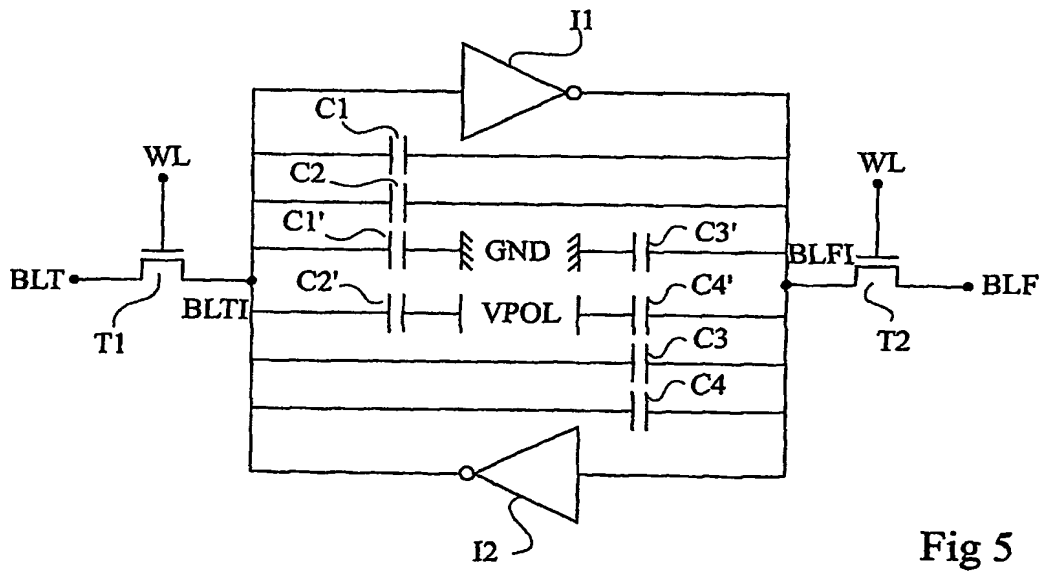 I1
C1
WL
C2
WL
C1'
GND
C3'
BLFI
BLT
C2'
VPOL
C4'
BLF
BLTI
T1
C3
T2
C4
I2
Fig 5